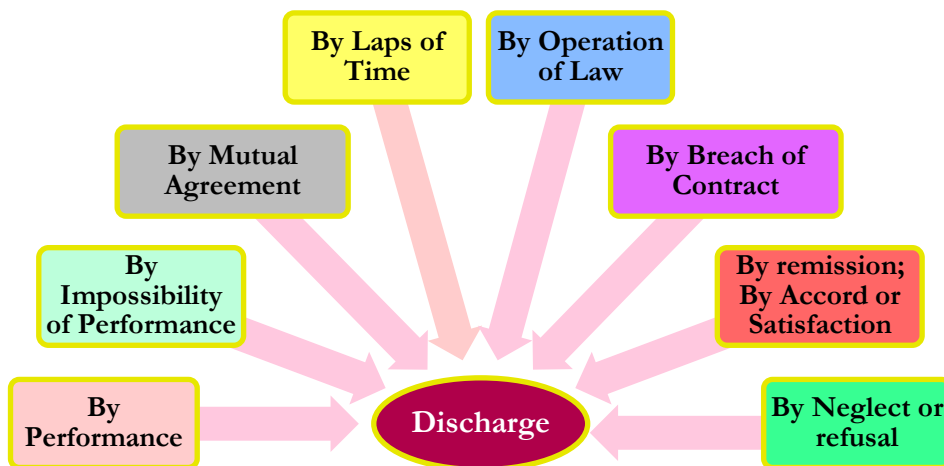 By Laps of
Time
By Operation
of Law
By Mutual
Agreement
By Breach of
Contract
By
Impossibility
of Performance
By remission;
By Accord or
Satisfaction
By
Performance
Discharge
By Neglect or
refusal